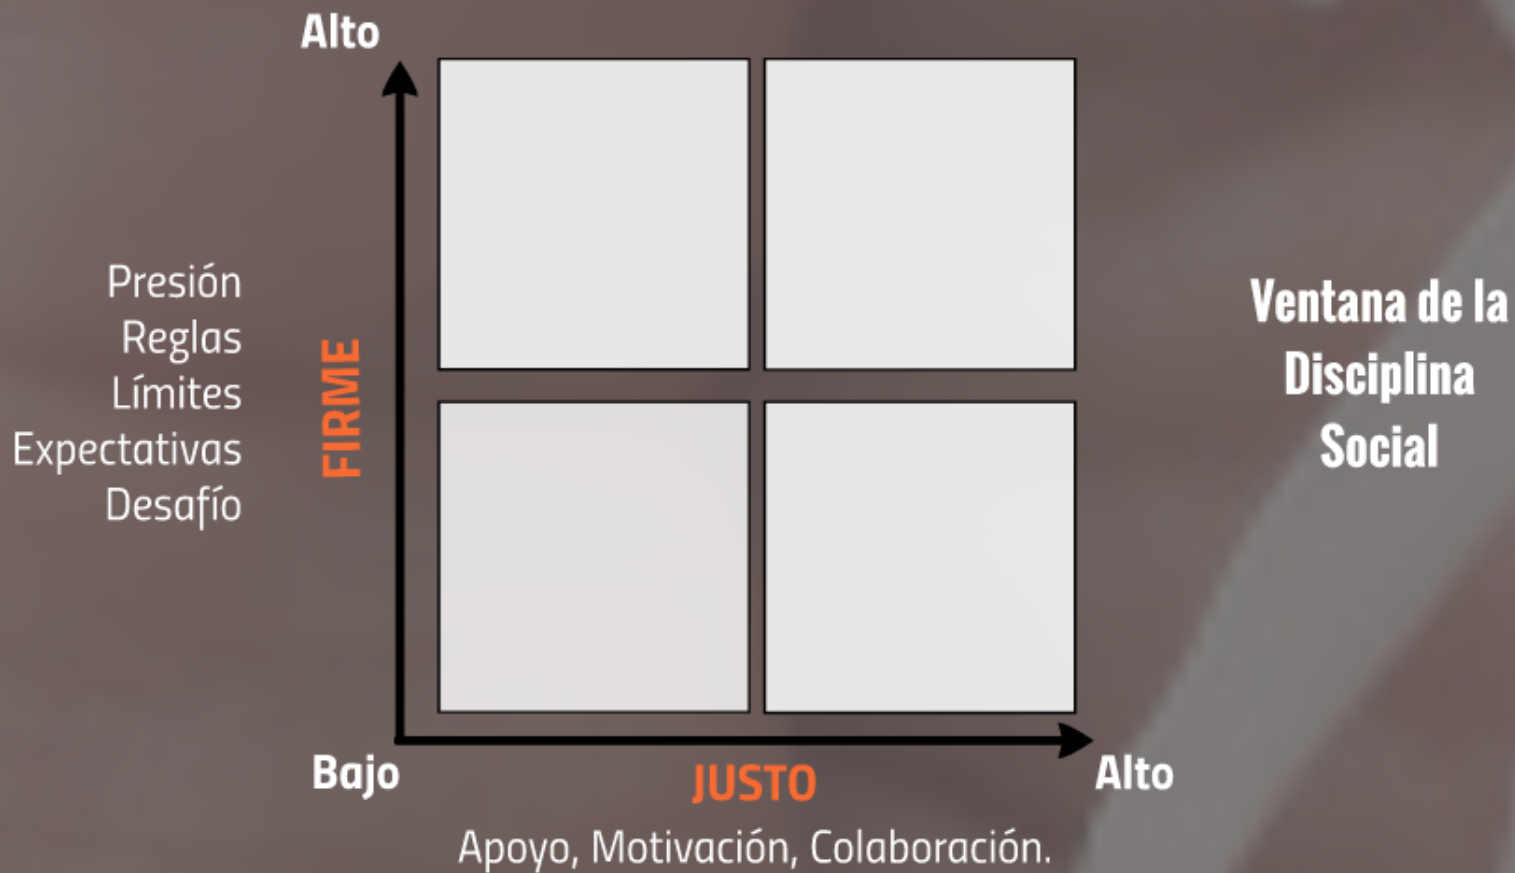 Alto
Presión
Reglas
Límites
Expectativas
Desafío
FIRME
Ventana de la
Disciplina
Social
Bajo
JUSTO
Alto
Apoyo, Motivación, Colaboración.